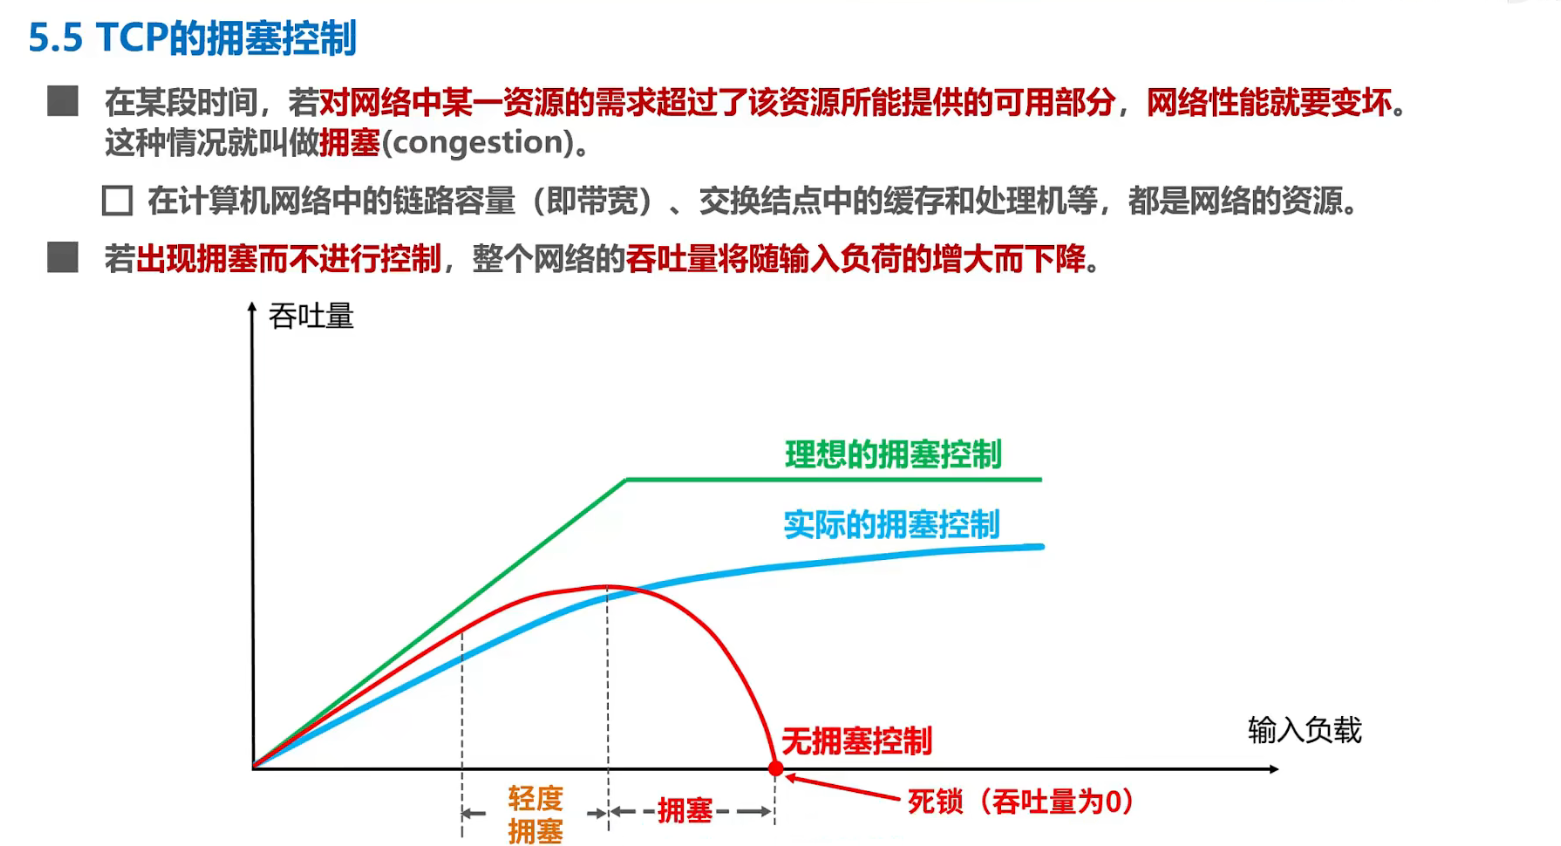 5.5 TCP的拥塞控制
在某段时间，若对网络中某一资源的需求超过了该资源所能提供的可用部分，网络性能就要变坏。
这种情况就叫做拥塞(congestion)。
在计算机网络中的链路容量（即带宽）、交换结点中的缓存和处理机等，都是网络的资源。
若出现拥塞而不进行控制，整个网络的吞吐量将随输入负荷的增大而下降。
吞吐量
理想的拥塞控制
实际的拥塞控制
无拥塞控制
输入负载
轻度
拥塞
拥塞
死锁（吞吐量为0）